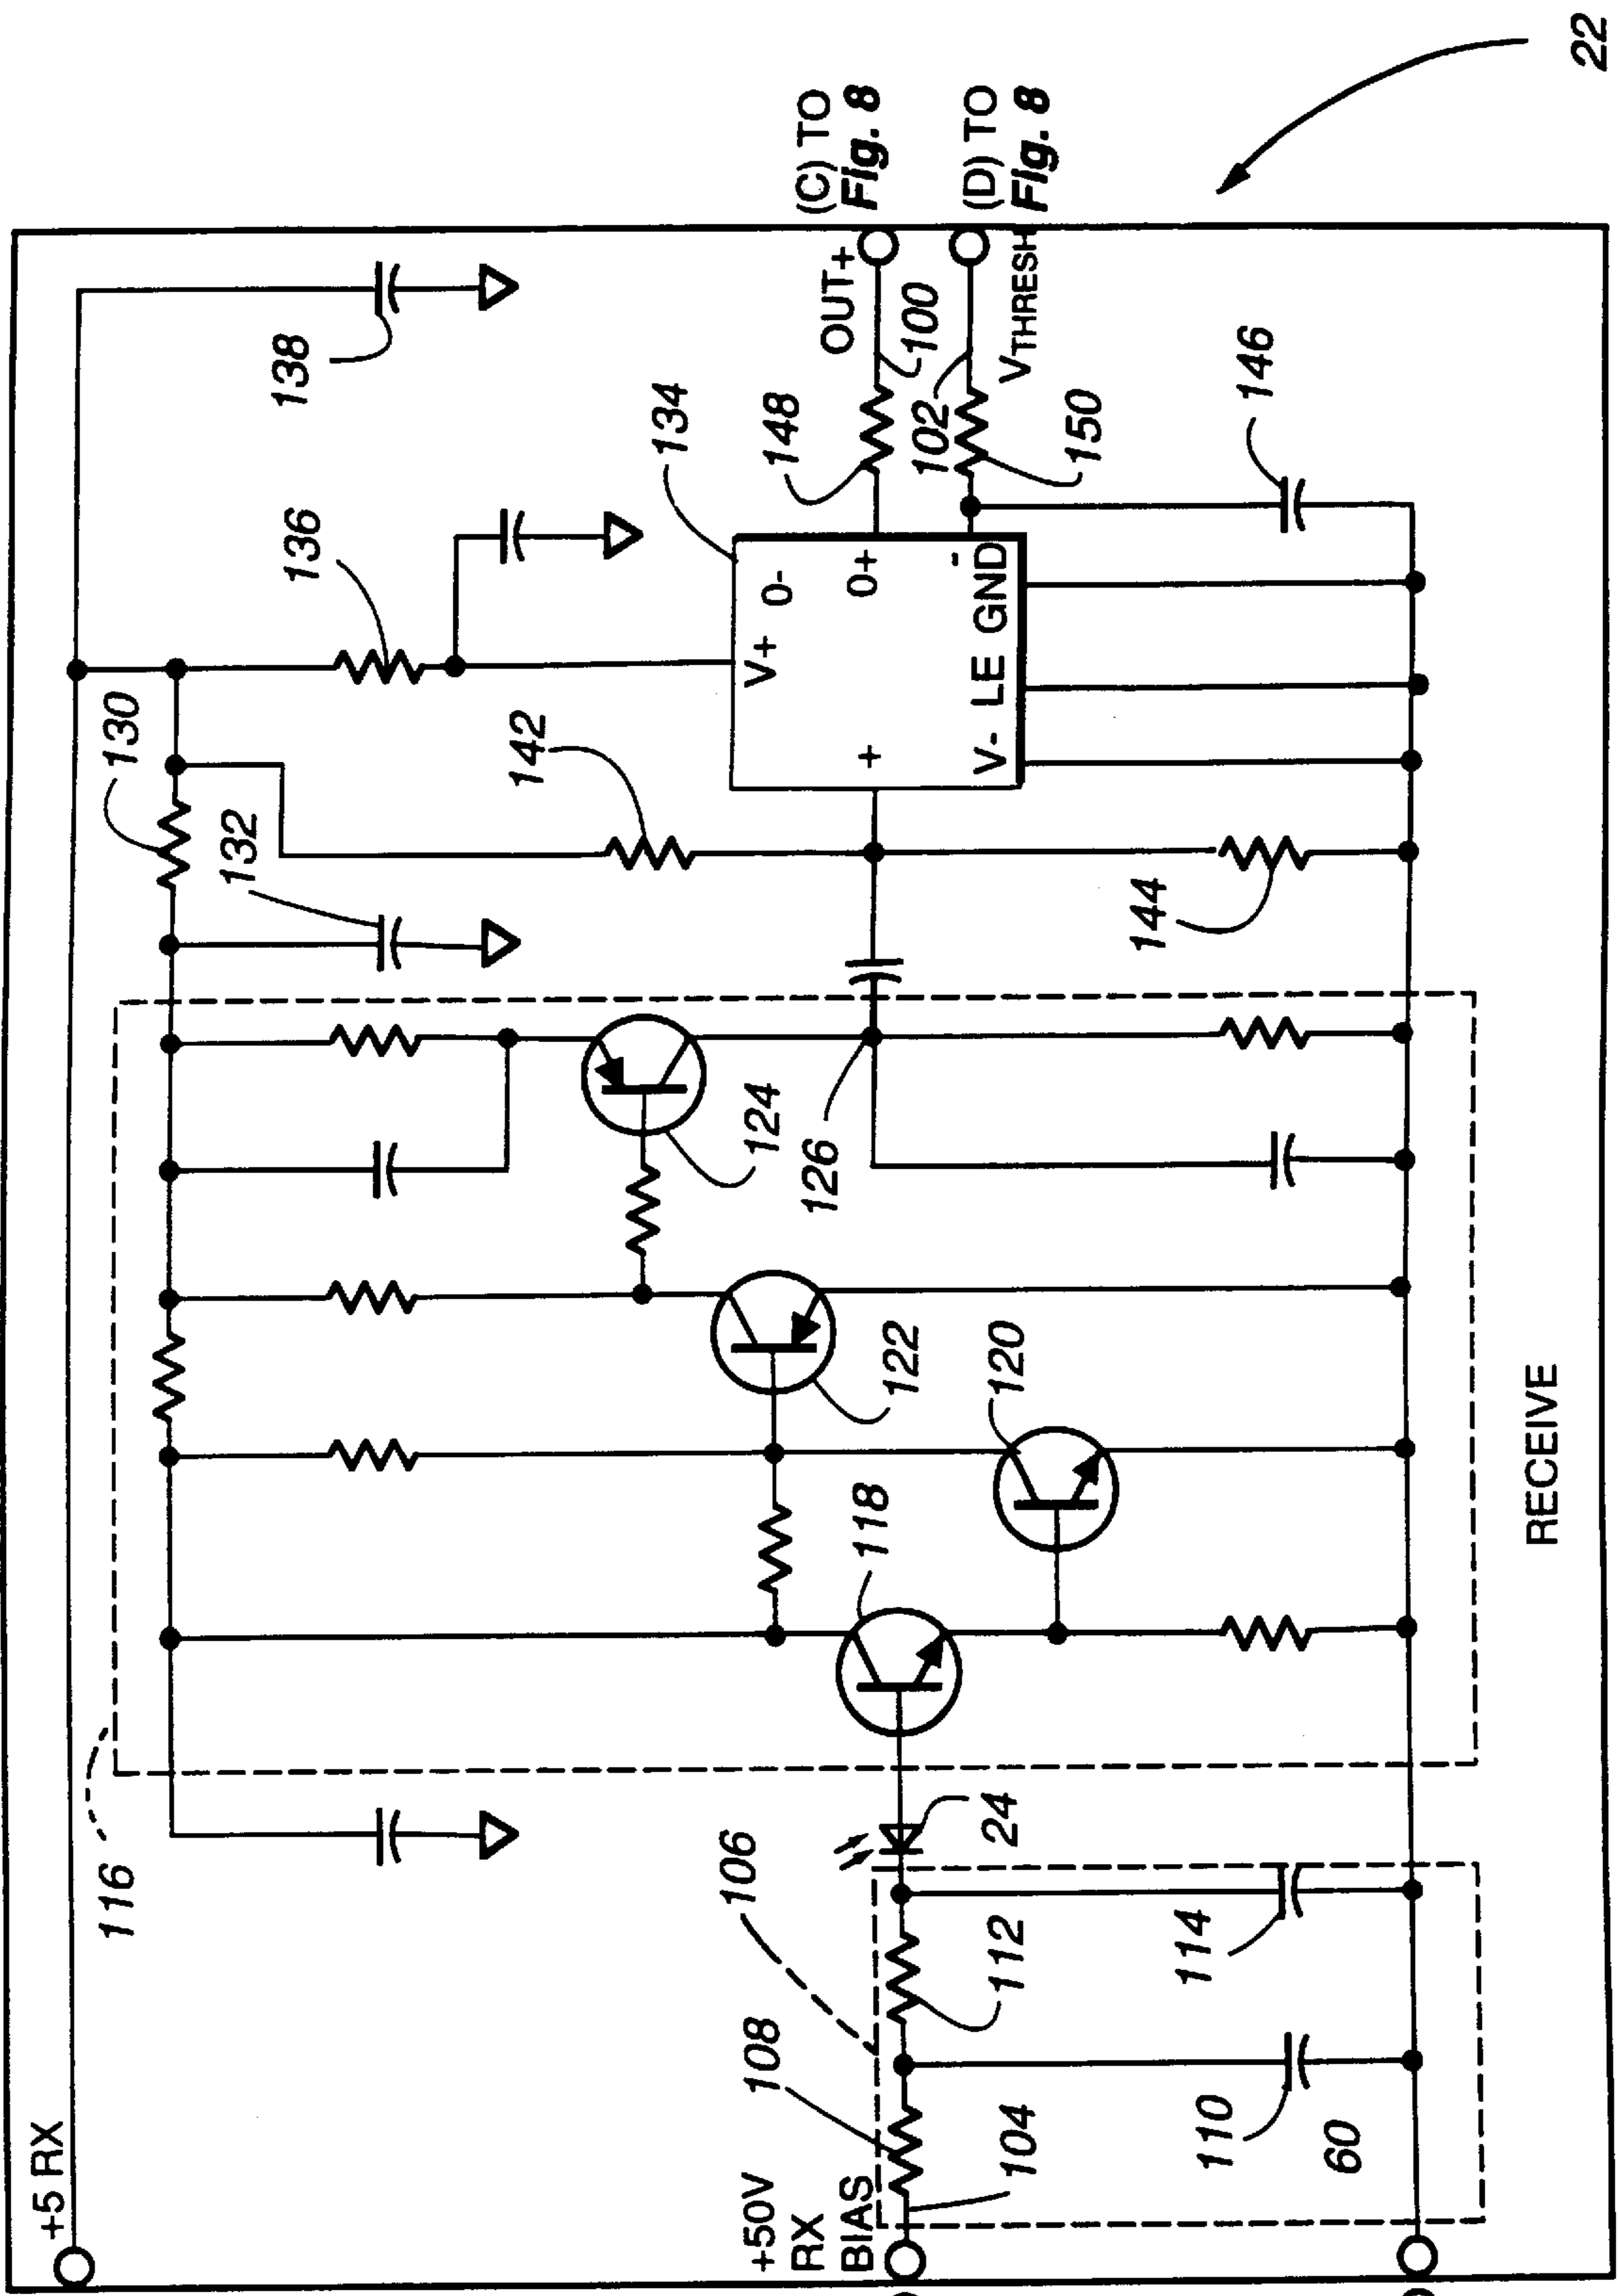 +5 RX
130
136
138
132
142
134
148
OUT+
(C) TO
Fig. 8
100
102
(D) TO
Fig. 8
VTHRESH
150
146
V+
O-
O+
+
-
V- LE GND
144
116
124
126
122
120
118
24
106
+50V
RX
BIAS
108
112
104
110
114
60
RECEIVE
22